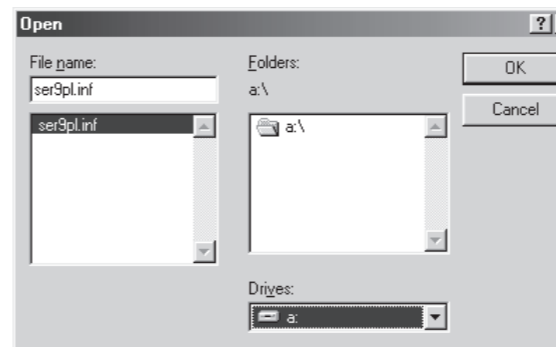 Open
?
File name:
ser9pl.inf
ser9pl.inf
Folders:
a:\
a:\
Drives:
a:
OK
Cancel